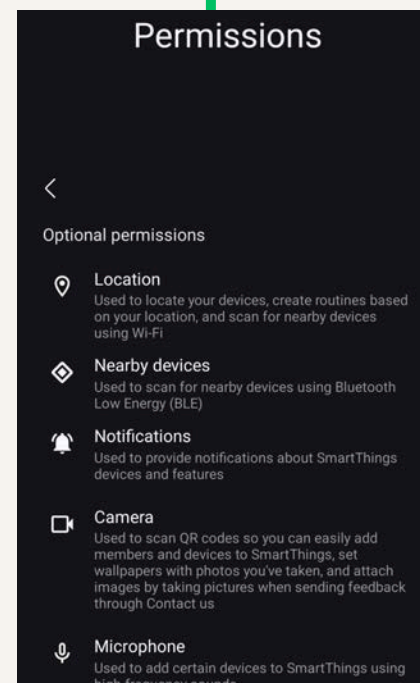 Permissions
Optional permissions
Location
Used to locate your devices, create routines based
on your location, and scan for nearby devices
using Wi-Fi
Nearby devices
Used to scan for nearby devices using Bluetooth
Low Energy (BLE)
Notifications
Used to provide notifications about SmartThings
devices and features
Camera
Used to scan QR codes so you can easily add
members and devices to SmartThings, set
wallpapers with photos you've taken, and attach
images by taking pictures when sending feedback
through Contact us
Microphone
Used to add certain devices to SmartThings using
high-frequency sounds